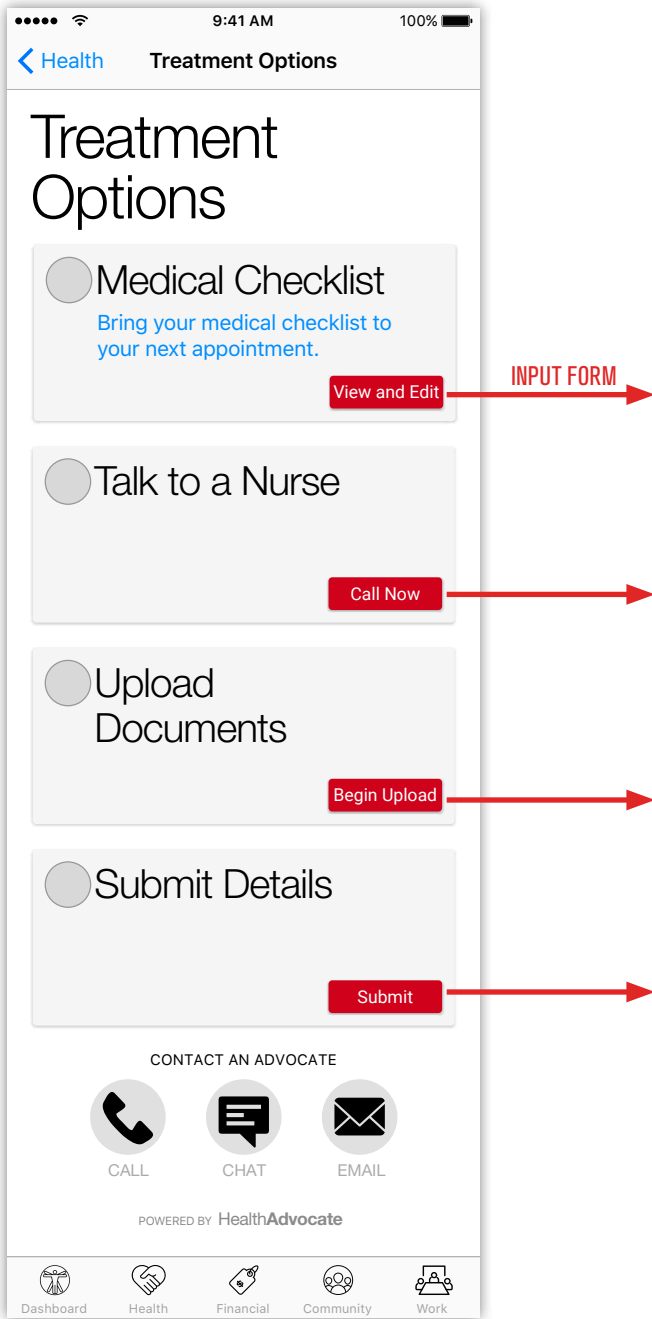 9:41 AM
100%
Health
Treatment Options
Treatment
Options
Medical Checklist
Bring your medical checklist to
your next appointment.
View and Edit
INPUT FORM
Talk to a Nurse
Call Now
Upload
Documents
Begin Upload
Submit Details
Submit
CONTACT AN ADVOCATE
CALL
CHAT
EMAIL
POWERED BY HealthAdvocate
Dashboard
Health
Financial
Community
Work